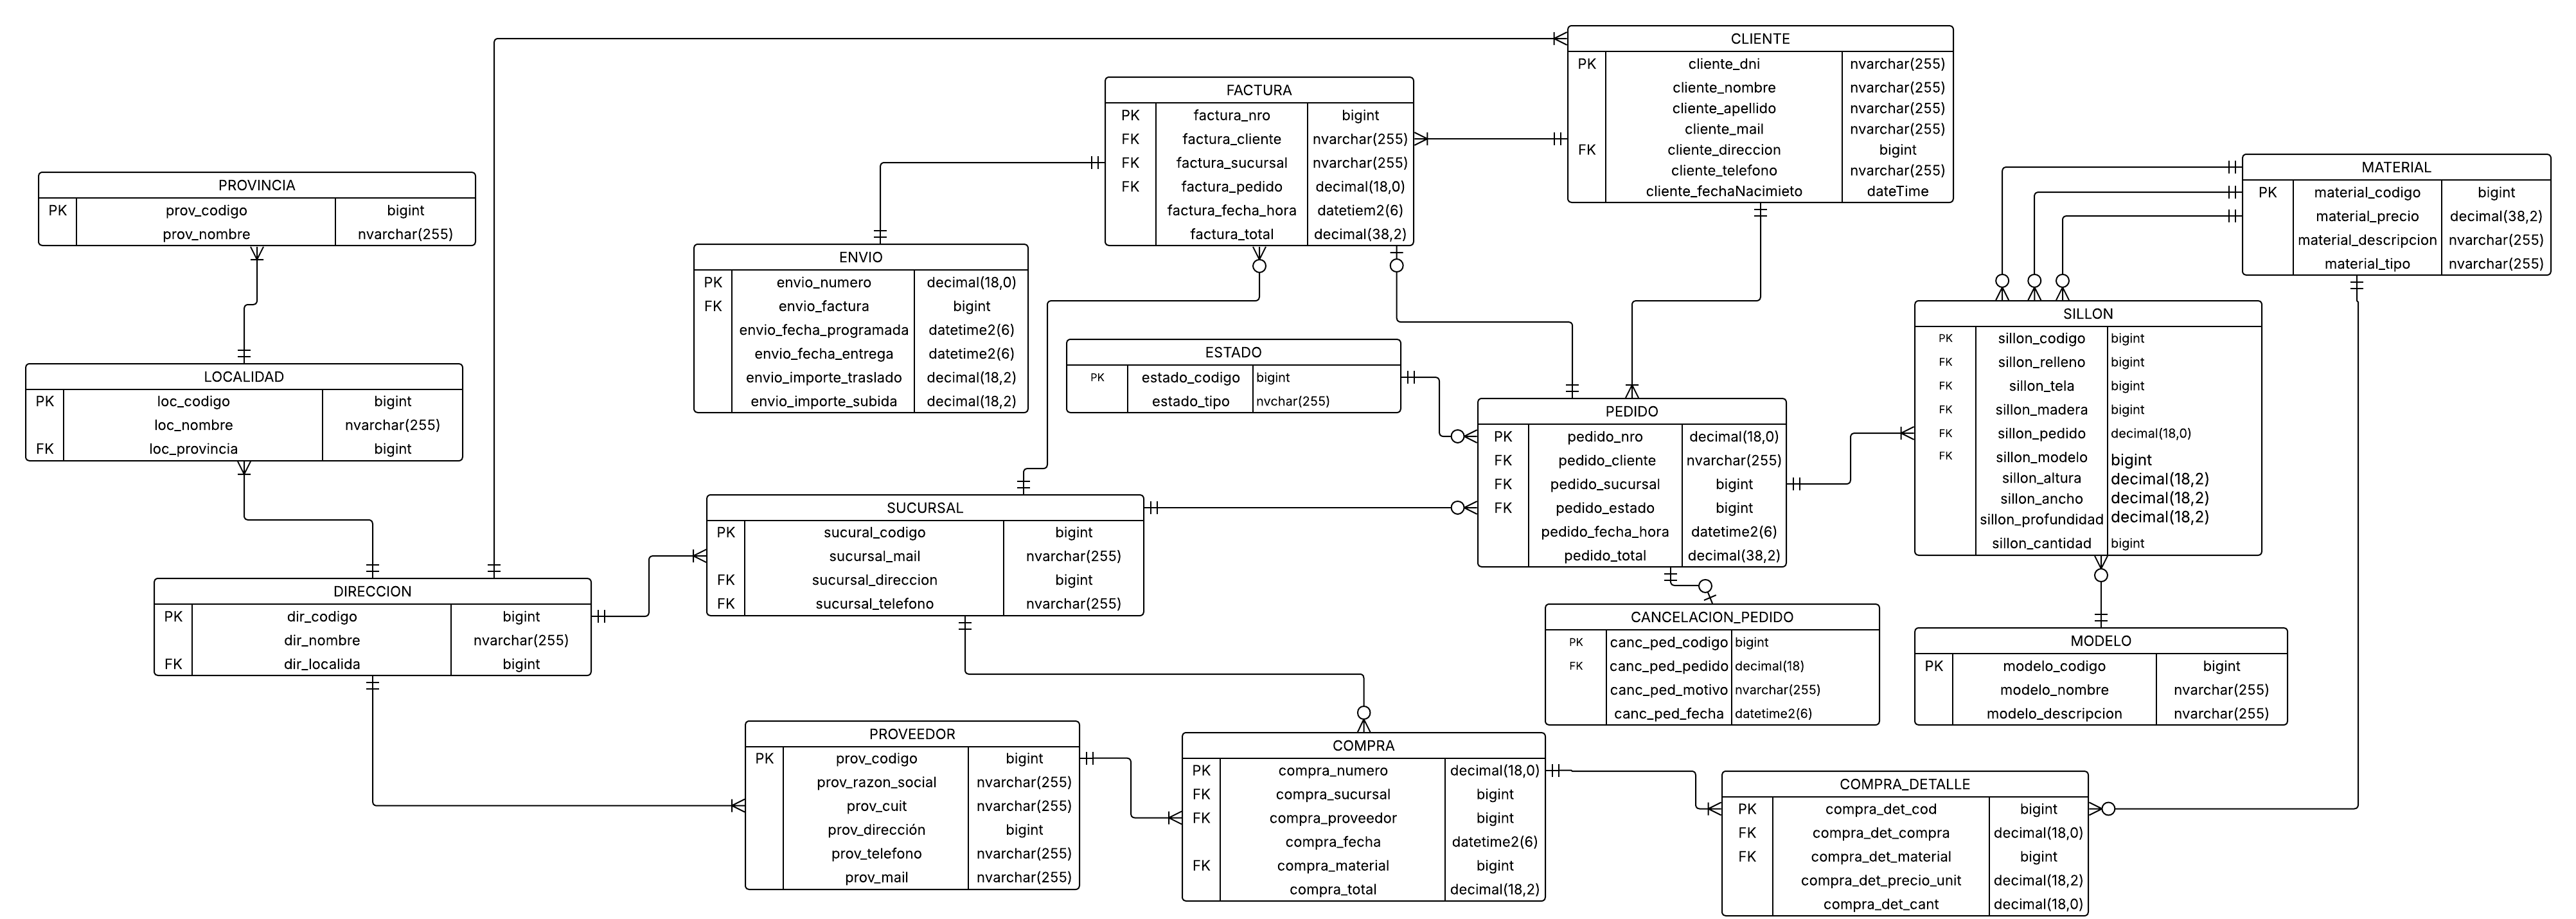 CLIENTE
PK cliente_dni nvarchar(255)
cliente_nombre nvarchar(255)
cliente_apellido nvarchar(255)
cliente_mail nvarchar(255)
FK cliente_direccion bigint
cliente_telefono nvarchar(255)
cliente_fechaNacimieto dateTime
FACTURA
PK factura_nro bigint
FK factura_cliente nvarchar(255)
FK factura_sucursal nvarchar(255)
FK factura_pedido decimal(18,0)
factura_fecha_hora datetiem2(6)
factura_total decimal(38,2)
MATERIAL
PK material_codigo bigint
material_precio decimal(38,2)
material_descripcion nvarchar(255)
material_tipo nvarchar(255)
PROVINCIA
PK prov_codigo bigint
prov_nombre nvarchar(255)
ENVIO
PK envio_numero decimal(18,0)
FK envio_factura bigint
envio_fecha_programada datetime2(6)
envio_fecha_entrega datetime2(6)
envio_importe_traslado decimal(18,2)
envio_importe_subida decimal(18,2)
SILLON
PK sillon_codigo bigint
FK sillon_relleno bigint
FK sillon_tela bigint
FK sillon_madera bigint
FK sillon_pedido decimal(18,0)
FK sillon_modelo bigint
sillon_altura decimal(18,2)
sillon_ancho decimal(18,2)
sillon_profundidad decimal(18,2)
sillon_cantidad bigint
ESTADO
PK estado_codigo bigint
estado_tipo nvchar(255)
LOCALIDAD
PK loc_codigo bigint
loc_nombre nvarchar(255)
FK loc_provincia bigint
PEDIDO
PK pedido_nro decimal(18,0)
FK pedido_cliente nvarchar(255)
FK pedido_sucursal bigint
FK pedido_estado bigint
pedido_fecha_hora datetime2(6)
pedido_total decimal(38,2)
SUCURSAL
PK sucural_codigo bigint
sucursal_mail nvarchar(255)
FK sucursal_direccion bigint
FK sucursal_telefono nvarchar(255)
DIRECCION
PK dir_codigo bigint
dir_nombre nvarchar(255)
FK dir_localida bigint
CANCELACION_PEDIDO
PK canc_ped_codigo bigint
FK canc_ped_pedido decimal(18)
canc_ped_motivo nvarchar(255)
canc_ped_fecha datetime2(6)
MODELO
PK modelo_codigo bigint
modelo_nombre nvarchar(255)
modelo_descripcion nvarchar(255)
PROVEEDOR
PK prov_codigo bigint
prov_razon_social nvarchar(255)
prov_cuit nvarchar(255)
prov_dirección bigint
prov_telefono nvarchar(255)
prov_mail nvarchar(255)
COMPRA
PK compra_numero decimal(18,0)
FK compra_sucursal bigint
FK compra_proveedor bigint
compra_fecha datetime2(6)
FK compra_material bigint
compra_total decimal(18,2)
COMPRA_DETALLE
PK compra_det_cod bigint
FK compra_det_compra decimal(18,0)
FK compra_det_material bigint
compra_det_precio_unit decimal(18,2)
compra_det_cant decimal(18,0)